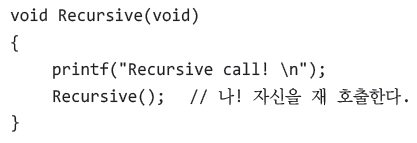 void Recursive(void)
{
    printf("Recursive call! \n");
    Recursive();   // 나! 자신을 재 호출한다.
}